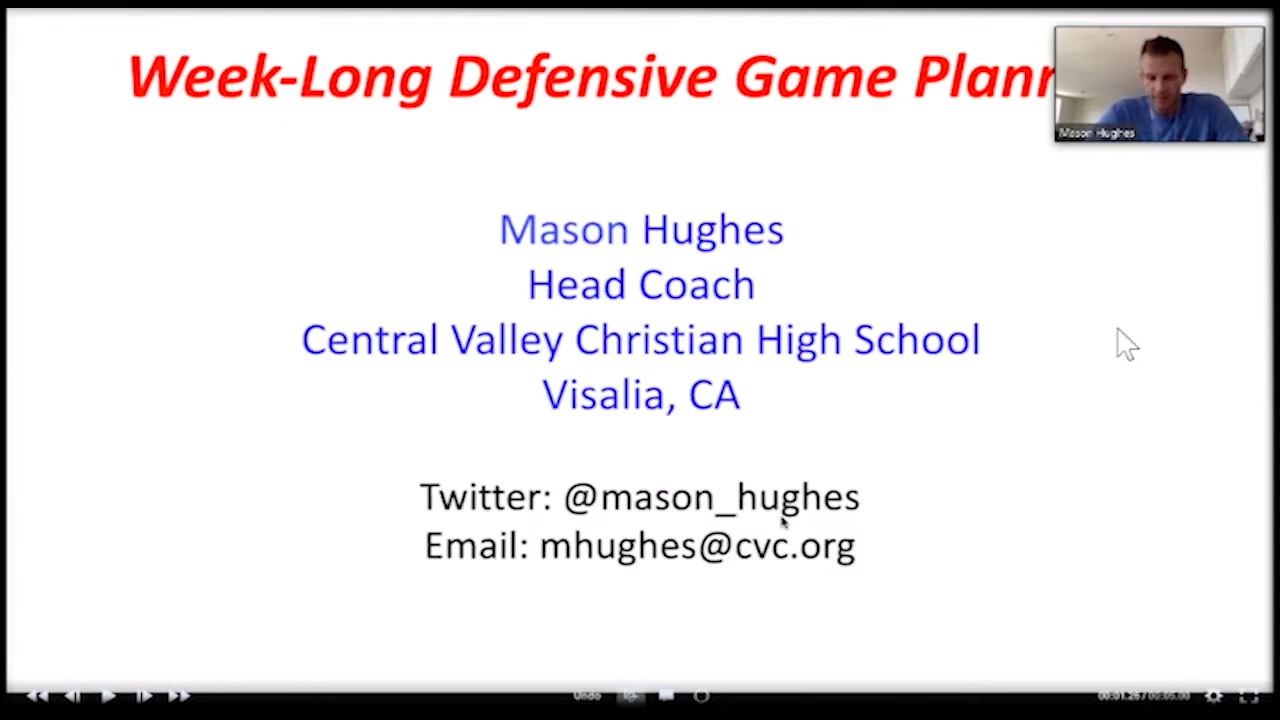 Week-Long Defensive Game Plann
Mason Hughes
Mason Hughes
Head Coach
Central Valley Christian High School
Visalia, CA
Twitter: @mason_hughes
Email: mhughes@cvc.org
Undo